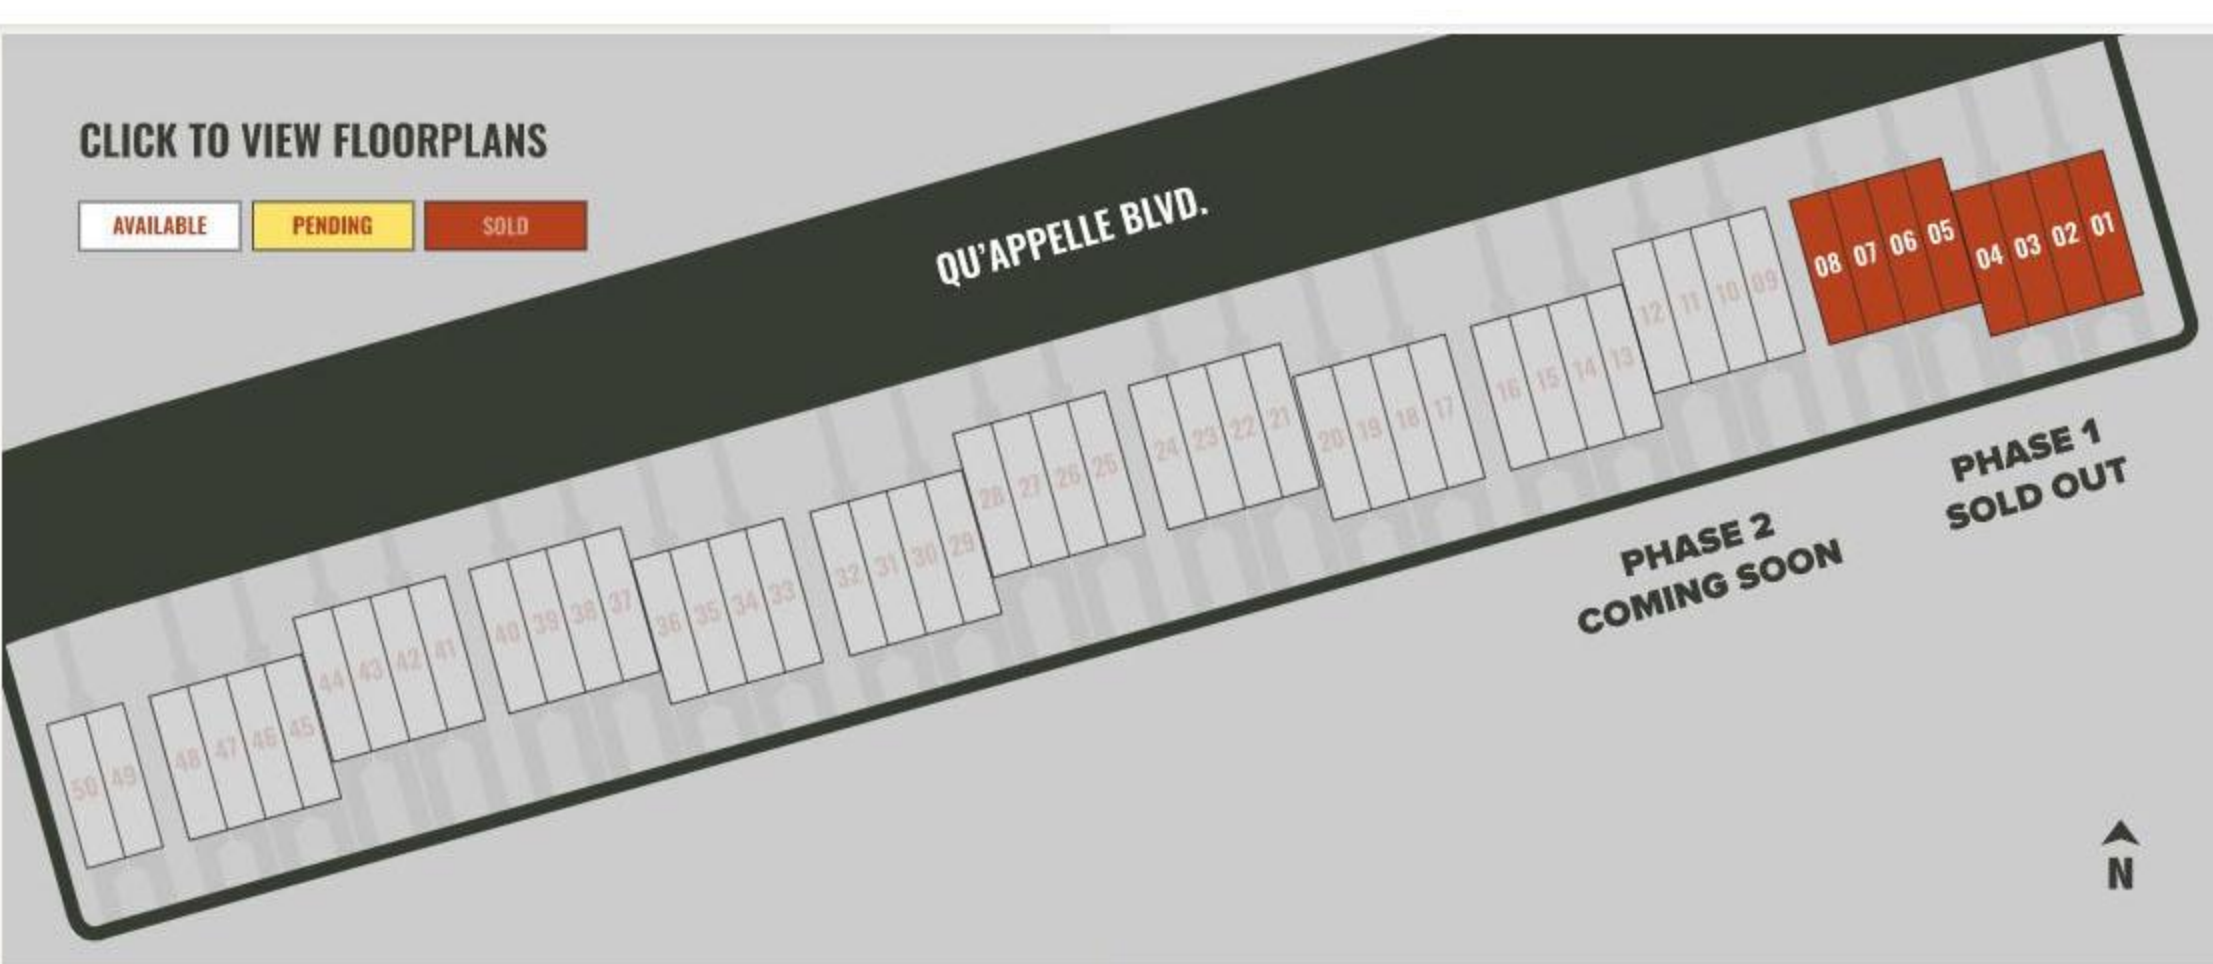 CLICK TO VIEW FLOORPLANS
AVAILABLE PENDING SOLD
QU'APPELLE BLVD.
08 07 06 05 04 03 02 01
12 11 10 09
16 15 14 13
20 19 18 17
24 23 22 21
28 27 26 25
32 31 30 29
36 35 34 33
40 39 38 37
44 43 42 41
48 47 46 45
50 49
PHASE 1
SOLD OUT
PHASE 2
COMING SOON
N